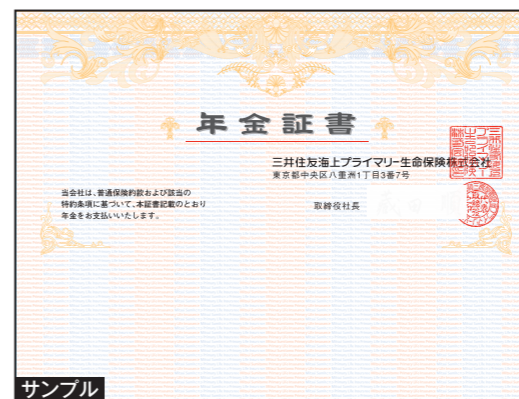 年金証書
三井住友海上プライマリー生命保険株式会社
東京都中央区八重洲1丁目3番7号
当会社は、普通保険約款および該当の
特約条項に基づいて、本証書記載のとおり
年金をお支払いいたします。
取締役社長
サンプル